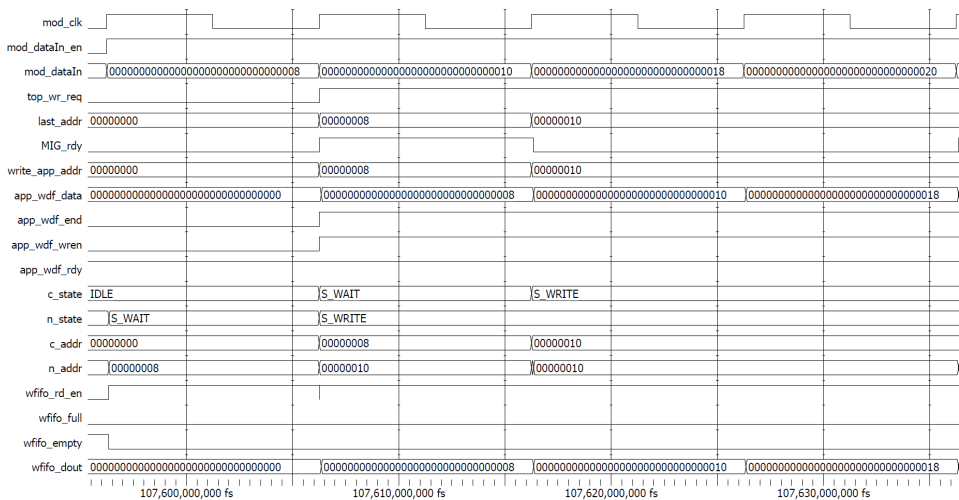 mod_clk
mod_dataIn_en
mod_dataIn 00000000000000000000000000000008 00000000000000000000000000000010 00000000000000000000000000000018 00000000000000000000000000000020
top_wr_req
last_addr 00000000 00000008 00000010
MIG_rdy
write_app_addr 00000000 00000008 00000010
app_wdf_data 00000000000000000000000000000000 00000000000000000000000000000008 00000000000000000000000000000010 00000000000000000000000000000018
app_wdf_end
app_wdf_wren
app_wdf_rdy
c_state IDLE S_WAIT S_WRITE
n_state S_WAIT S_WRITE
c_addr 00000000 00000008 00000010
n_addr 00000008 00000010 00000010
wfifo_rd_en
wfifo_full
wfifo_empty
wfifo_dout 00000000000000000000000000000000 00000000000000000000000000000008 00000000000000000000000000000010 00000000000000000000000000000018
107,600,000,000 fs 107,610,000,000 fs 107,620,000,000 fs 107,630,000,000 fs